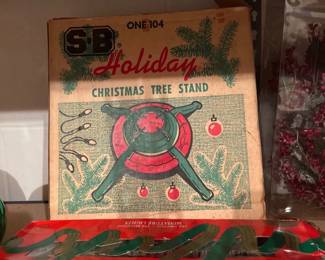 ONE 104
S&B
Holiday
CHRISTMAS TREE STAND